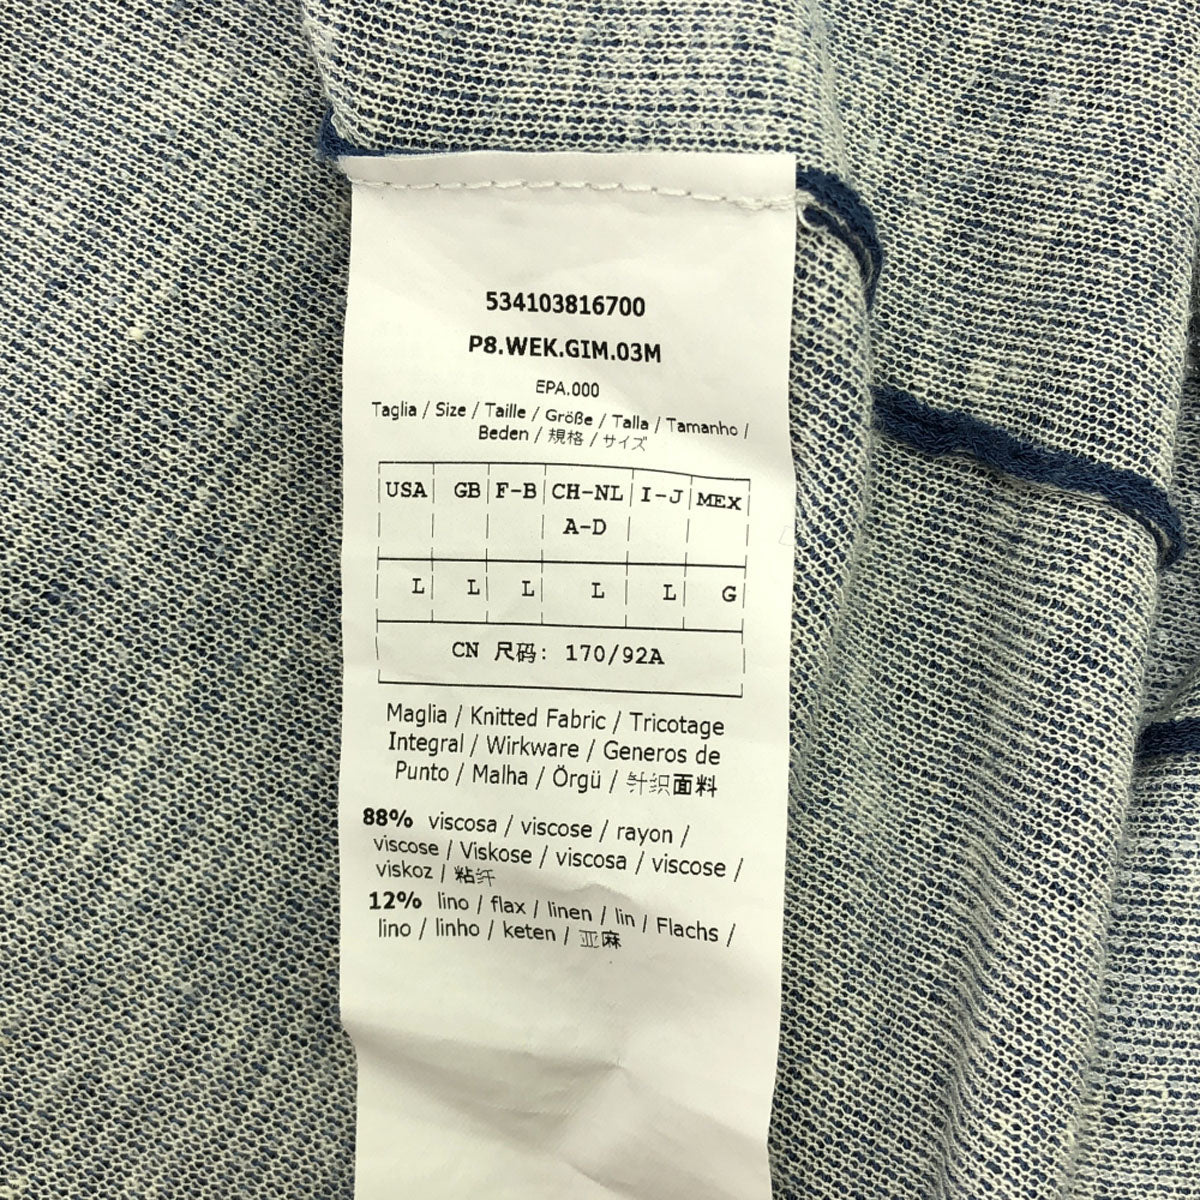 534103816700
P8.WEK.GIM.03M
EPA.000
Taglia / Size / Taille / Größe / Talla / Tamanho /
Beden / 規格 / サイズ
USA GB F-B CH-NL I-J MEX
A-D
L L L L L G
CN 尺码: 170/92A
Maglia / Knitted Fabric / Tricotage
Integral / Wirkware / Generos de
Punto / Malha / Örgü / 针织面料
88% viscosa / viscose / rayon /
viscose / Viskose / viscosa / viscose /
viskoz / 粘纤
12% lino / flax / linen / lin / Flachs /
lino / linho / keten / 亚麻